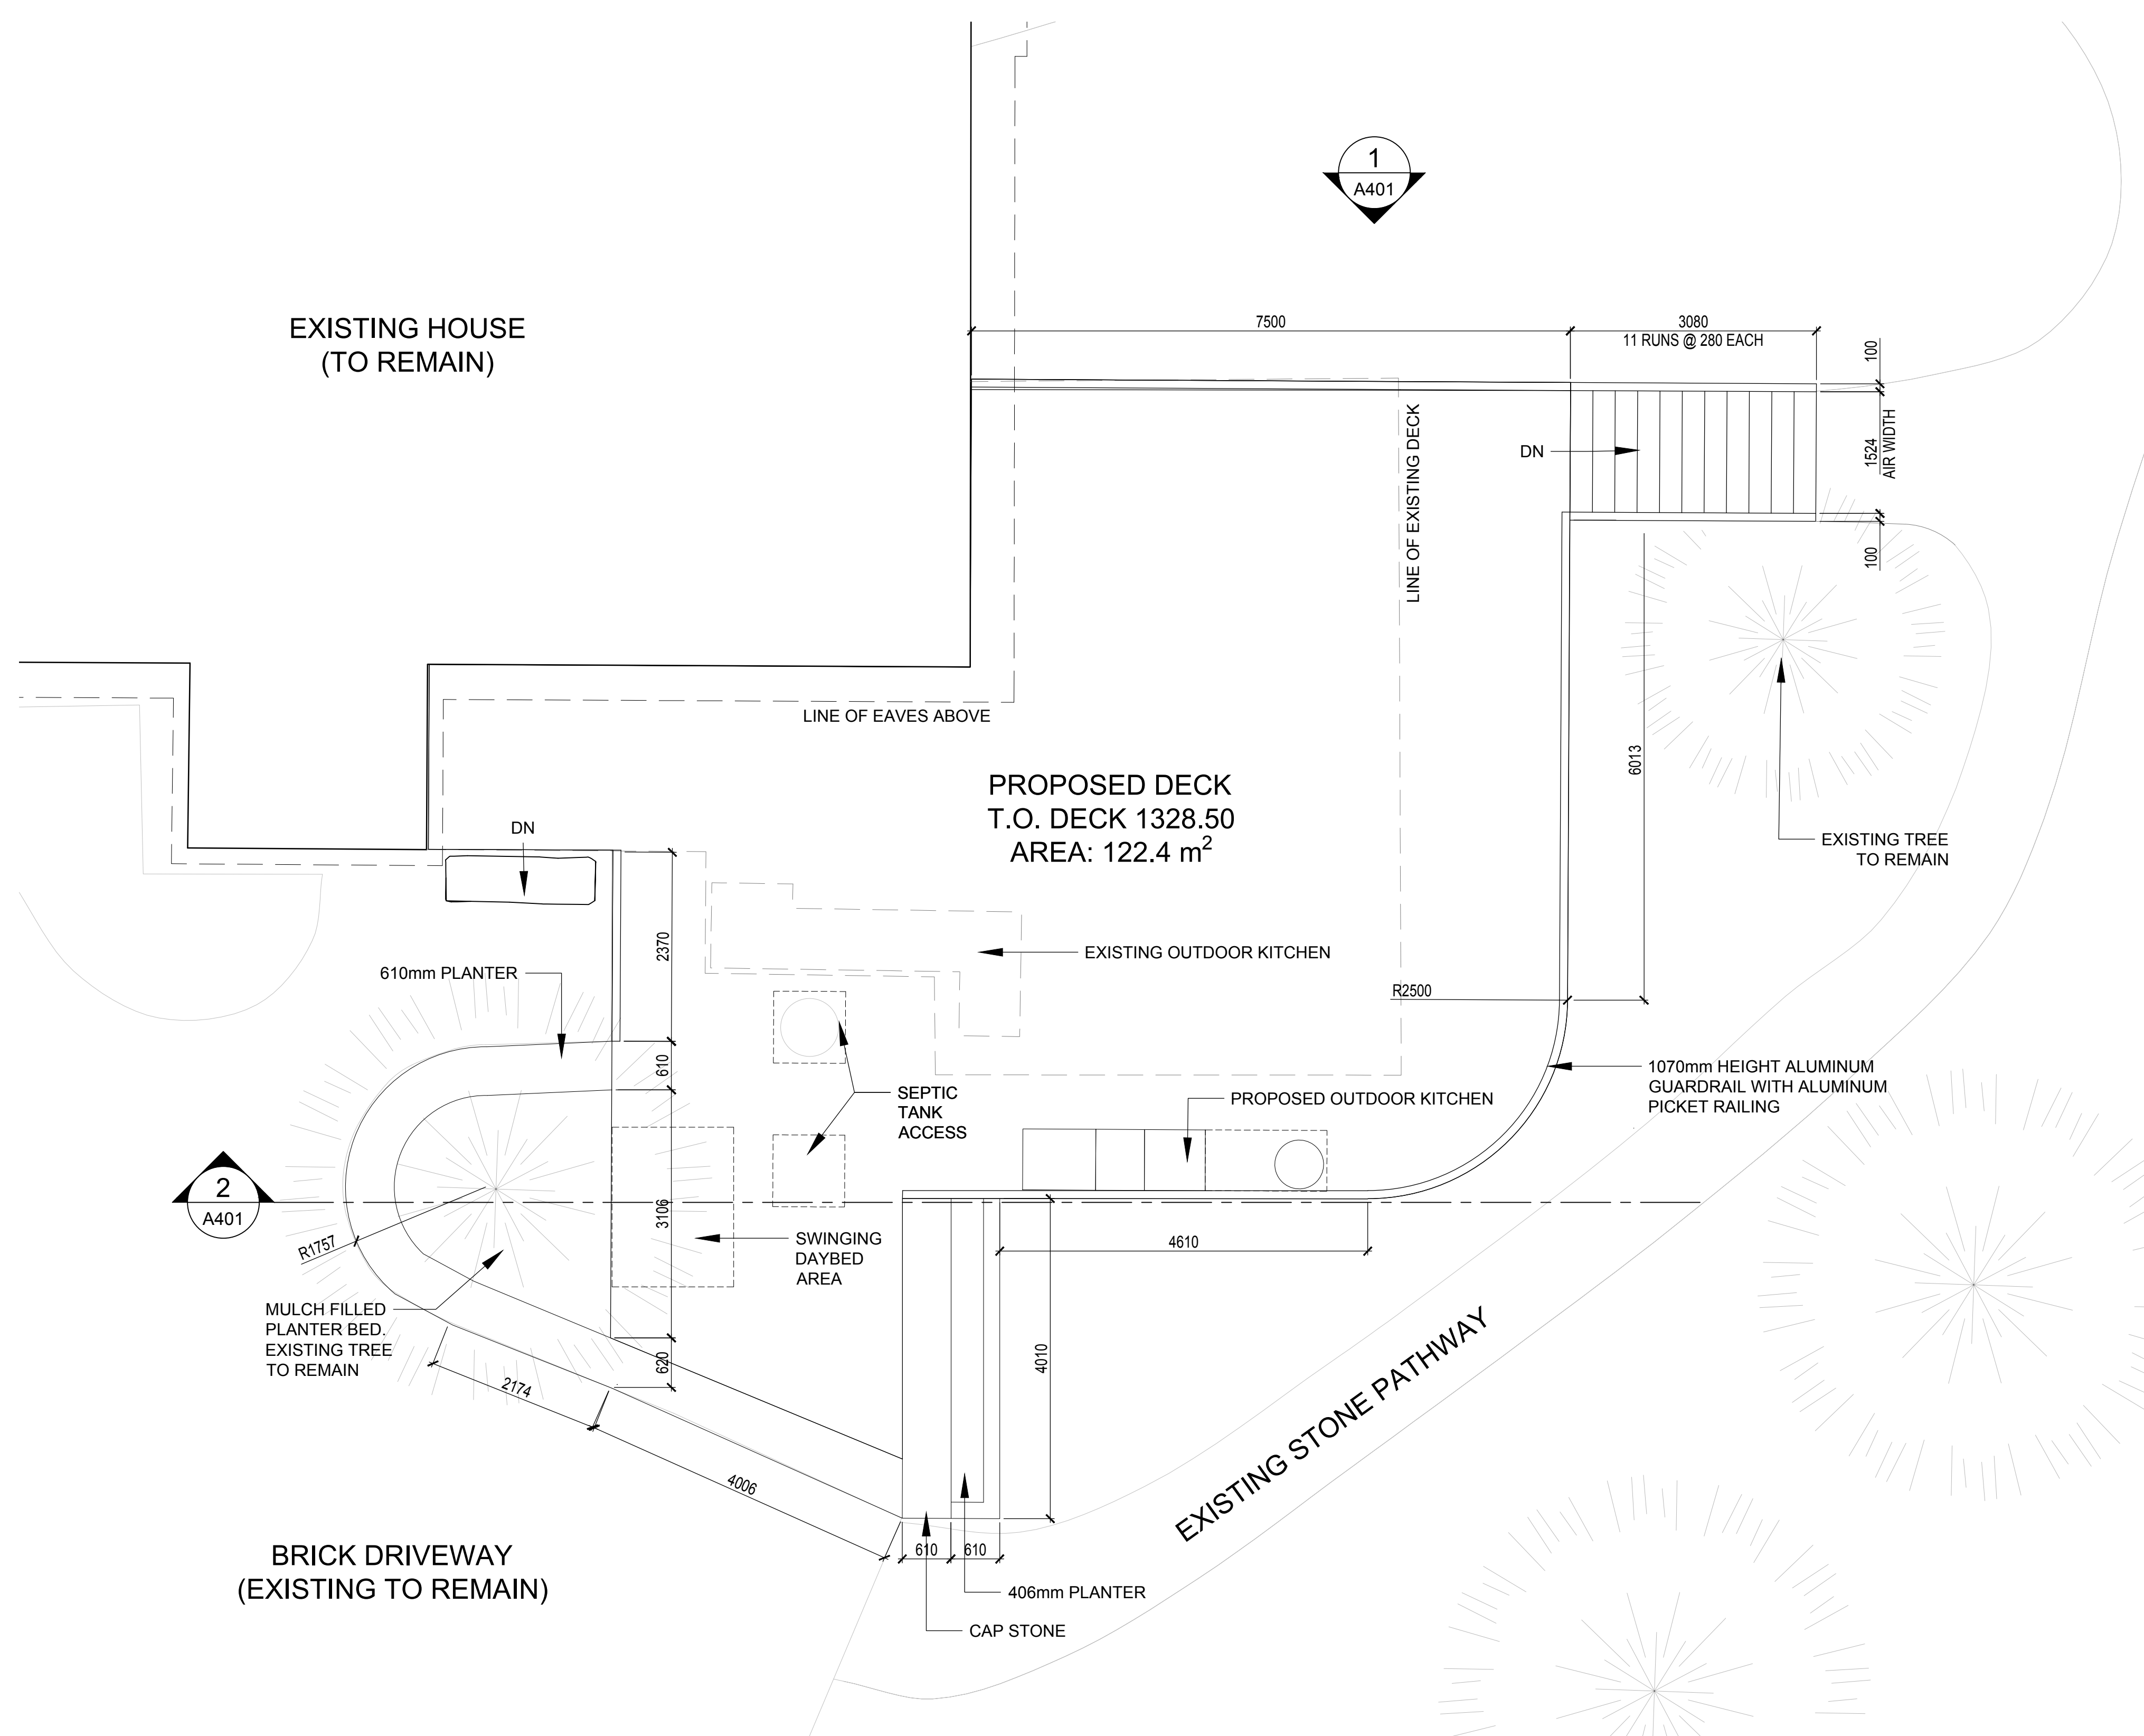 1
A401
EXISTING HOUSE
(TO REMAIN)
7500
3080
11 RUNS @ 280 EACH
100
1524
AIR WIDTH
100
DN
LINE OF EXISTING DECK
LINE OF EAVES ABOVE
6013
PROPOSED DECK
T.O. DECK 1328.50
AREA: 122.4 m²
EXISTING TREE
TO REMAIN
DN
2370
EXISTING OUTDOOR KITCHEN
610mm PLANTER
R2500
610
SEPTIC
TANK
ACCESS
PROPOSED OUTDOOR KITCHEN
1070mm HEIGHT ALUMINUM
GUARDRAIL WITH ALUMINUM
PICKET RAILING
2
A401
3106
R1757
SWINGING
DAYBED
AREA
4610
MULCH FILLED
PLANTER BED.
EXISTING TREE
TO REMAIN
620
4010
2174
4006
EXISTING STONE PATHWAY
BRICK DRIVEWAY
(EXISTING TO REMAIN)
610
610
406mm PLANTER
CAP STONE